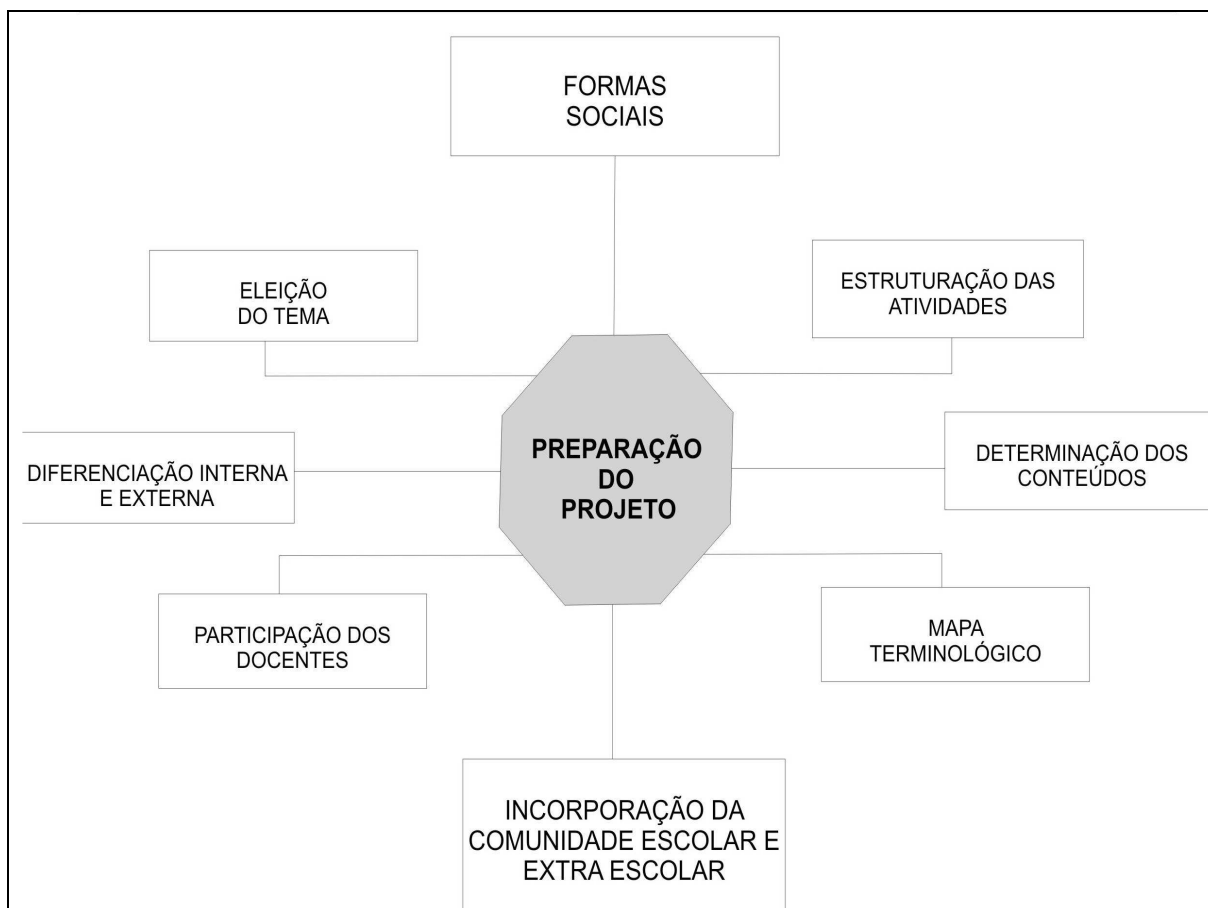 FORMAS
SOCIAIS
ELEIÇÃO
DO TEMA
ESTRUTURAÇÃO DAS
ATIVIDADES
DIFERENCIAÇÃO INTERNA
E EXTERNA
PREPARAÇÃO
DO
PROJETO
DETERMINAÇÃO DOS
CONTEÚDOS
PARTICIPAÇÃO DOS
DOCENTES
MAPA
TERMINOLÓGICO
INCORPORAÇÃO DA
COMUNIDADE ESCOLAR E
EXTRA ESCOLAR